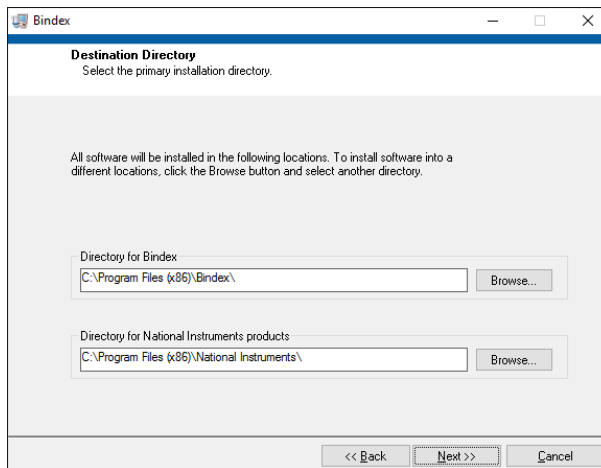 Bindex
Destination Directory
Select the primary installation directory.
All software will be installed in the following locations. To install software into a
different locations, click the Browse button and select another directory.
Directory for Bindex
C:\Program Files (x86)\Bindex\
Browse...
Directory for National Instruments products
C:\Program Files (x86)\National Instruments\
Browse...
<< Back
Next >>
Cancel